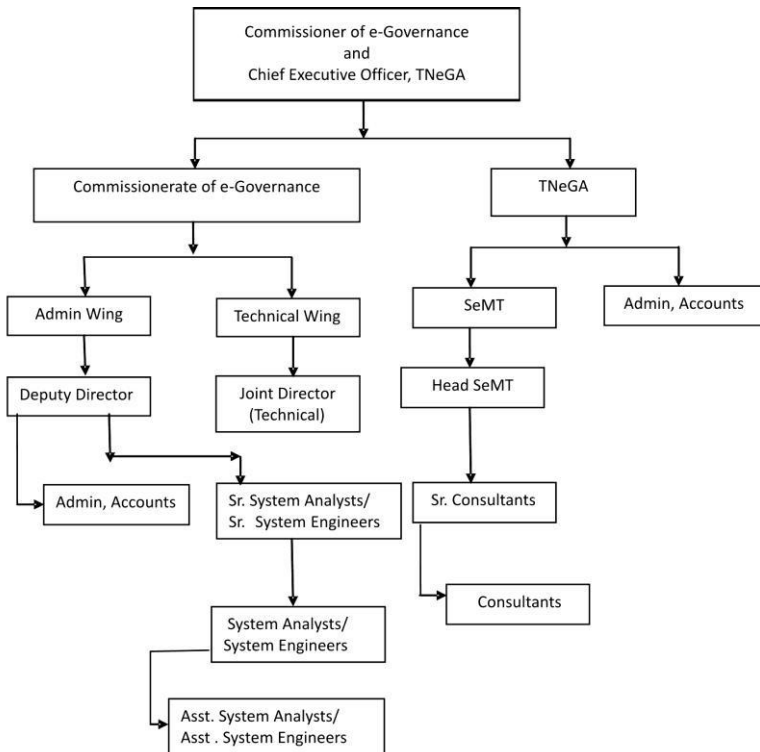 Commissioner of e-Governance
and
Chief Executive Officer, TNeGA
Commissionerate of e-Governance
TNeGA
Admin Wing
Technical Wing
SeMT
Admin, Accounts
Deputy Director
Joint Director
(Technical)
Head SeMT
Admin, Accounts
Sr. System Analysts/
Sr. System Engineers
Sr. Consultants
Consultants
System Analysts/
System Engineers
Asst. System Analysts/
Asst . System Engineers